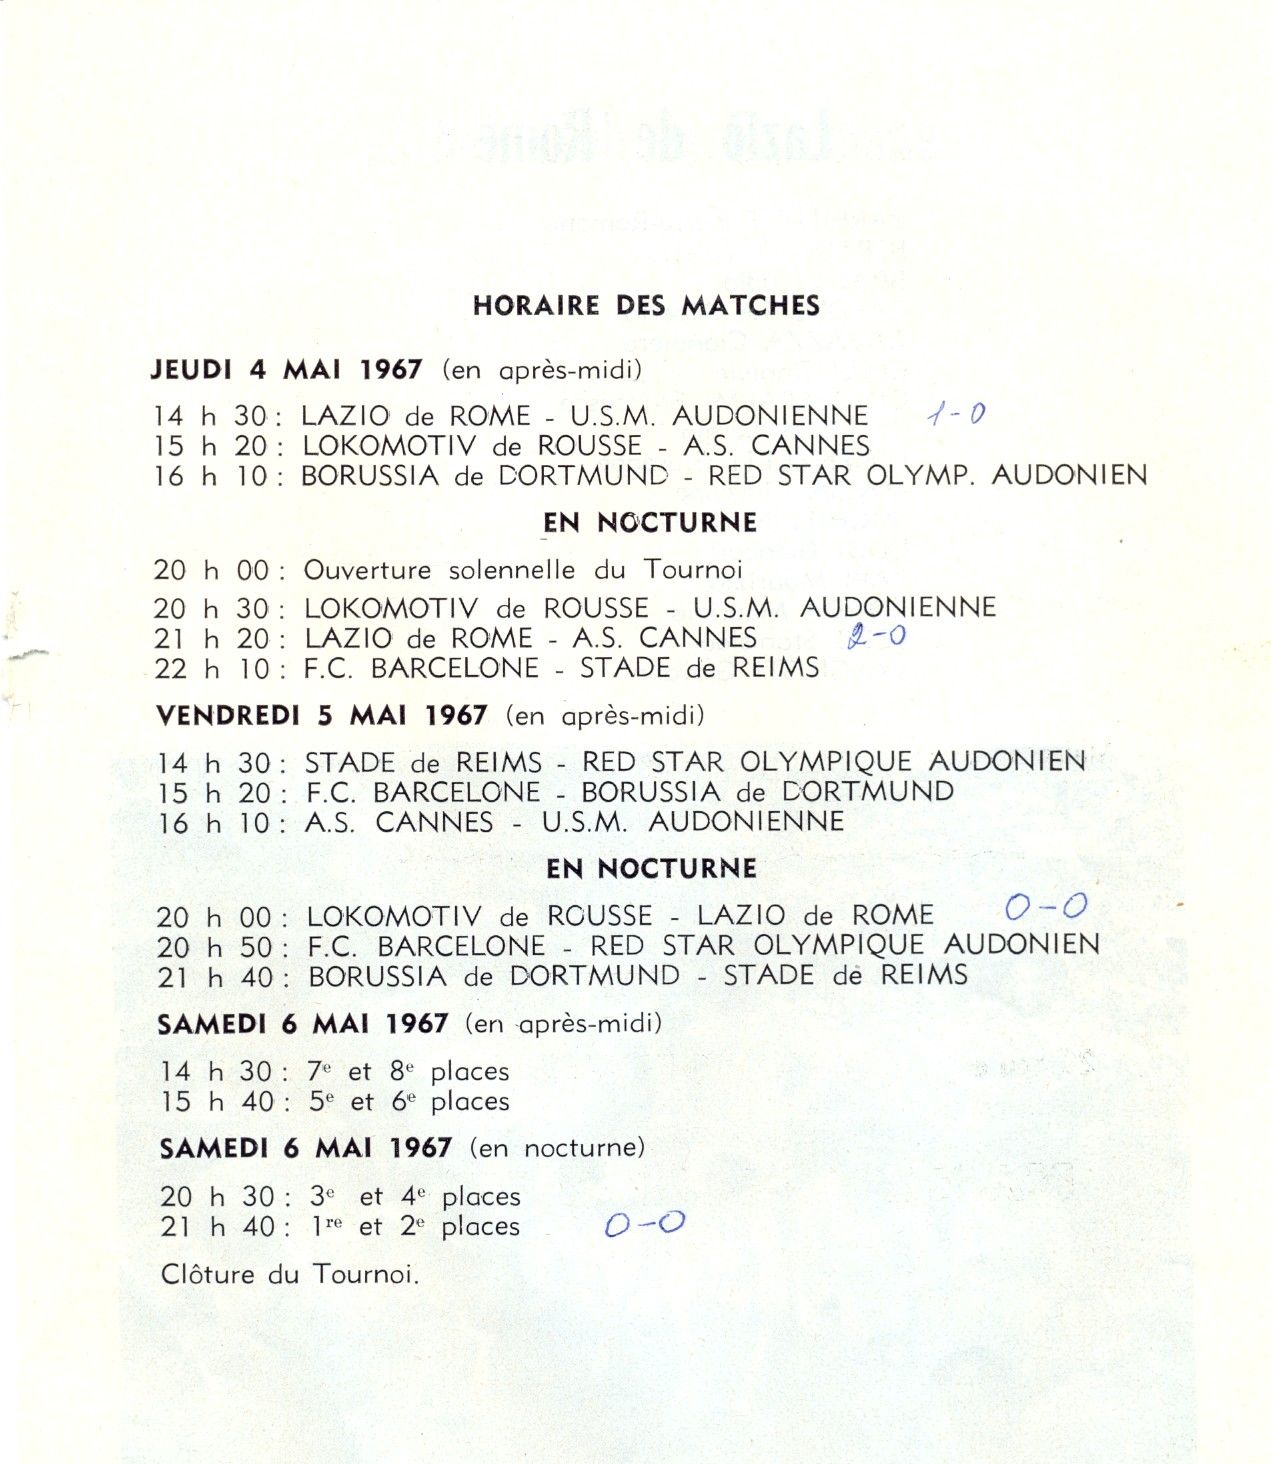 HORAIRE DES MATCHES
JEUDI 4 MAI 1967 (en après-midi)
14 h 30 : LAZIO de ROME - U.S.M. AUDONIENNE 1-0
15 h 20 : LOKOMOTIV de ROUSSE - A.S. CANNES
16 h 10 : BORUSSIA de DORTMUND - RED STAR OLYMP. AUDONIEN
EN NOCTURNE
20 h 00 : Ouverture solennelle du Tournoi
20 h 30 : LOKOMOTIV de ROUSSE - U.S.M. AUDONIENNE
21 h 20 : LAZIO de ROME - A.S. CANNES 2-0
22 h 10 : F.C. BARCELONE - STADE de REIMS
VENDREDI 5 MAI 1967 (en après-midi)
14 h 30 : STADE de REIMS - RED STAR OLYMPIQUE AUDONIEN
15 h 20 : F.C. BARCELONE - BORUSSIA de DORTMUND
16 h 10 : A.S. CANNES - U.S.M. AUDONIENNE
EN NOCTURNE
20 h 00 : LOKOMOTIV de ROUSSE - LAZIO de ROME 0-0
20 h 50 : F.C. BARCELONE - RED STAR OLYMPIQUE AUDONIEN
21 h 40 : BORUSSIA de DORTMUND - STADE de REIMS
SAMEDI 6 MAI 1967 (en après-midi)
14 h 30 : 7e et 8e places
15 h 40 : 5e et 6e places
SAMEDI 6 MAI 1967 (en nocturne)
20 h 30 : 3e et 4e places
21 h 40 : 1re et 2e places 0-0
Clôture du Tournoi.